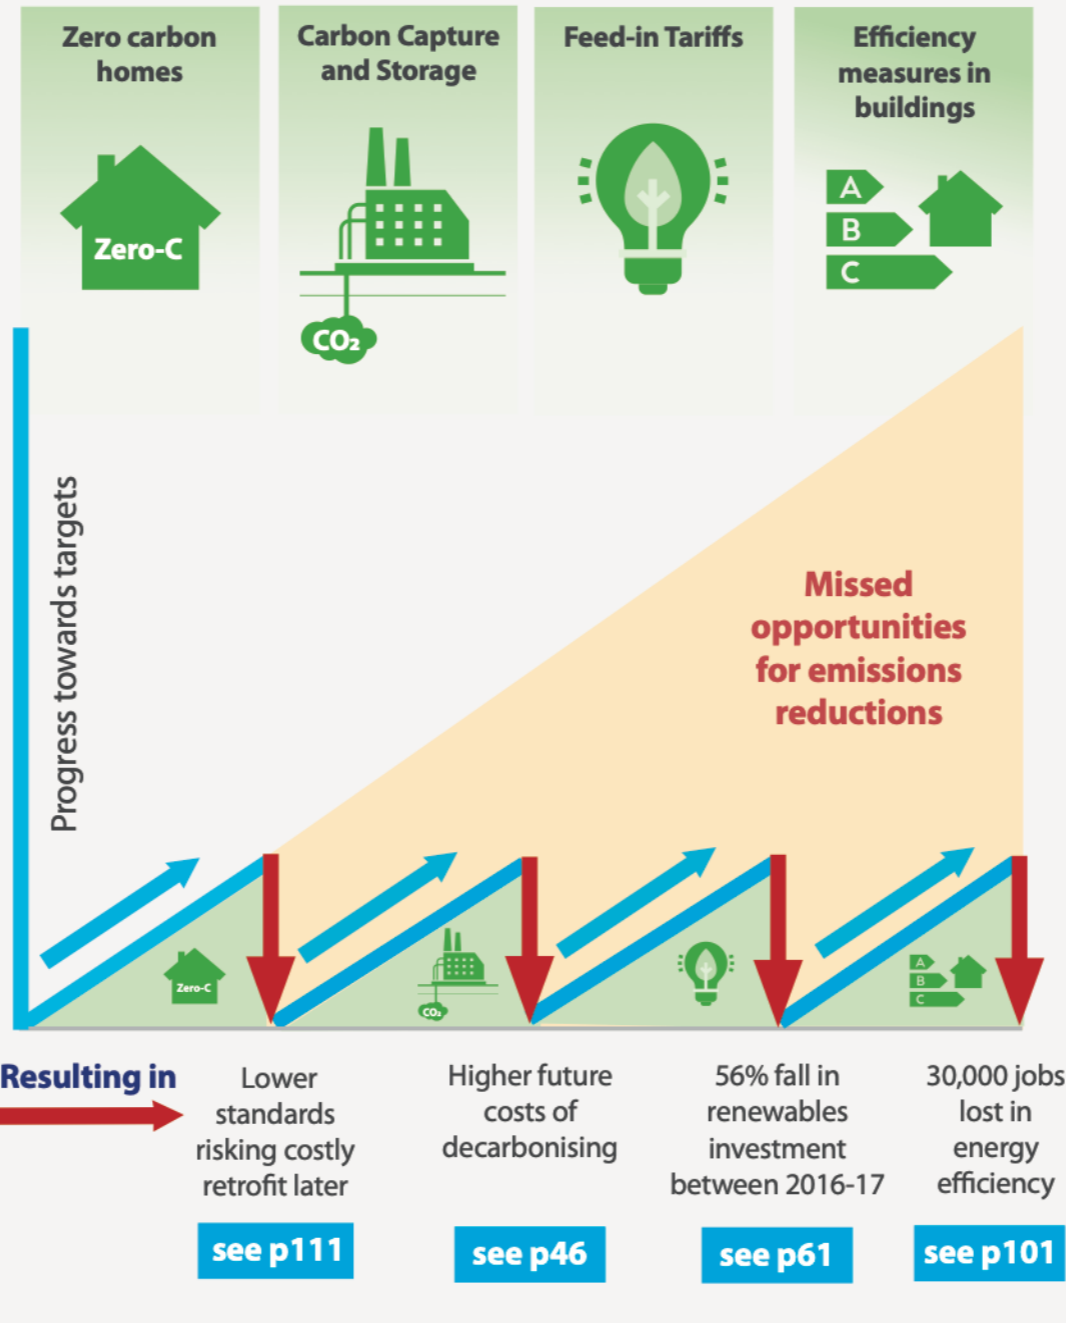 Zero carbon
homes
Zero-C
Carbon Capture
and Storage
CO₂
Feed-in Tariffs
Efficiency
measures in
buildings
A
B
C
Progress towards targets
Missed
opportunities
for emissions
reductions
Zero-C
CO₂
A
B
C
Resulting in
Lower
standards
risking costly
retrofit later
see p111
Higher future
costs of
decarbonising
see p46
56% fall in
renewables
investment
between 2016-17
see p61
30,000 jobs
lost in
energy
efficiency
see p101